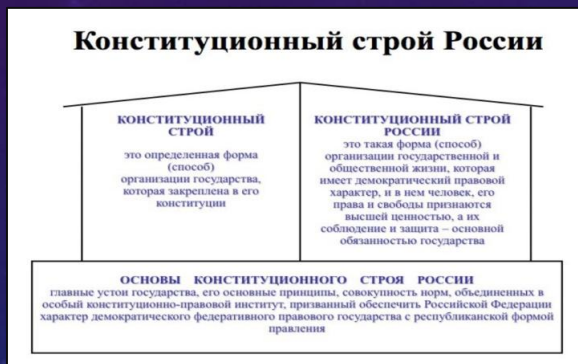 Конституционный строй России
КОНСТИТУЦИОННЫЙ
СТРОЙ
это определенная форма
(способ)
организации государства,
которая закреплена в его
конституции
КОНСТИТУЦИОННЫЙ СТРОЙ
РОССИИ
это такая форма (способ)
организации государственной и
общественной жизни, которая
имеет демократический правовой
характер, и в нем человек, его
права и свободы признаются
высшей ценностью, а их
соблюдение и защита – основной
обязанностью государства
ОСНОВЫ КОНСТИТУЦИОННОГО СТРОЯ РОССИИ
главные устои государства, его основные принципы, совокупность норм, объединенных в
особый конституционно-правовой институт, призванный обеспечить Российской Федерации
характер демократического федеративного правового государства с республиканской формой
правления